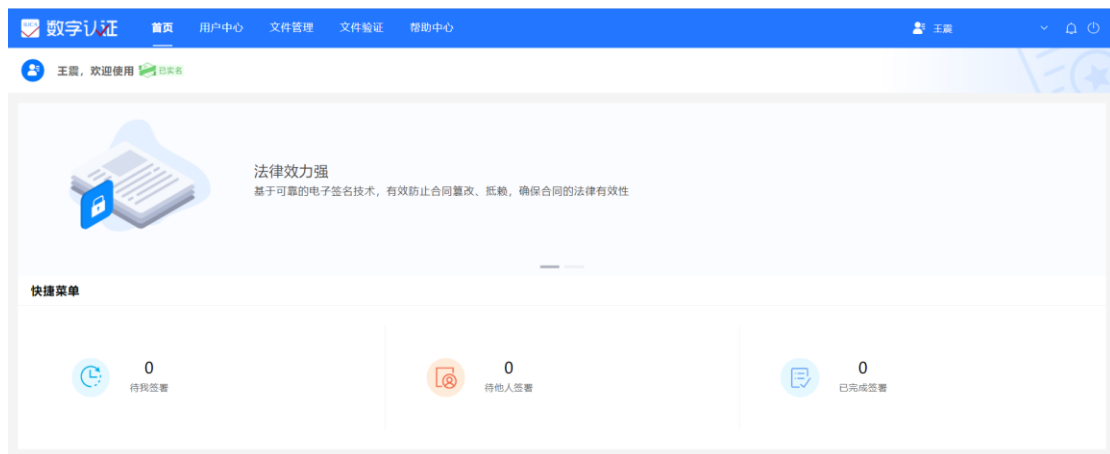 数字认证 首页 用户中心 文件管理 文件验证 帮助中心 王震
王震，欢迎使用 已实名
法律效力强
基于可靠的电子签名技术，有效防止合同篡改、抵赖，确保合同的法律有效性
快捷菜单
0 0 0
待我签署 待他人签署 已完成签署